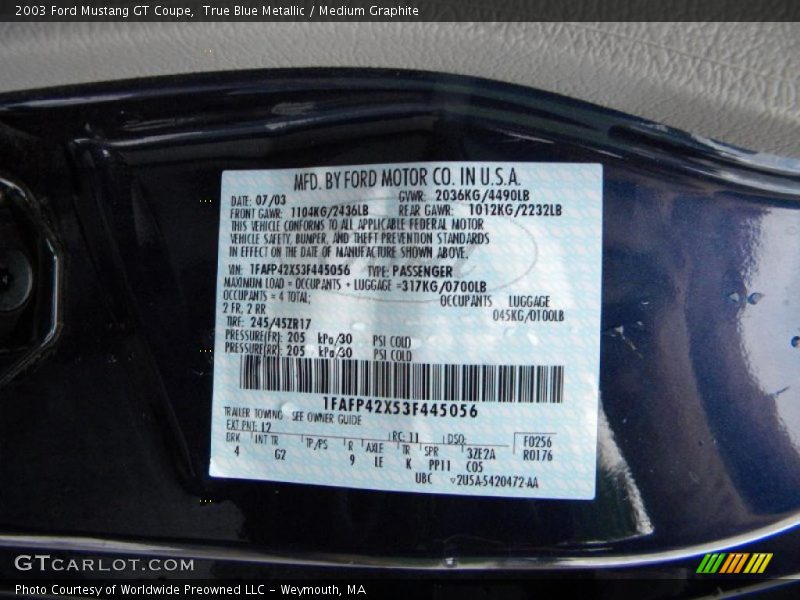 2003 Ford Mustang GT Coupe, True Blue Metallic / Medium Graphite
MFD. BY FORD MOTOR CO. IN U.S.A.
DATE: 07/03 GVWR: 2036KG/4490LB
FRONT GAWR: 1104KG/2436LB REAR GAWR: 1012KG/2232LB
THIS VEHICLE CONFORMS TO ALL APPLICABLE FEDERAL MOTOR
VEHICLE SAFETY, BUMPER, AND THEFT PREVENTION STANDARDS
IN EFFECT ON THE DATE OF MANUFACTURE SHOWN ABOVE.
VIN: 1FAFP42X53F445056 TYPE: PASSENGER
MAXIMUM LOAD = OCCUPANTS + LUGGAGE =317KG/0700LB
OCCUPANTS = 4 TOTAL; OCCUPANTS LUGGAGE
2 FR, 2 RR 045KG/0100LB
TIRE: 245/45ZR17
PRESSURE(FR): 205 kPa/30 PSI COLD
PRESSURE(RR): 205 kPa/30 PSI COLD
1FAFP42X53F445056
TRAILER TOWING - SEE OWNER GUIDE
EXT PNT: 12 RC: 11 DSO: F0256
BRK INT TR TP/PS R AXLE TR SPR 3ZE2A R0176
4 G2 9 LE K PP11 C05
UBC ▽2U5A-5420472-AA
GTCARLOT.COM
Photo Courtesy of Worldwide Preowned LLC - Weymouth, MA